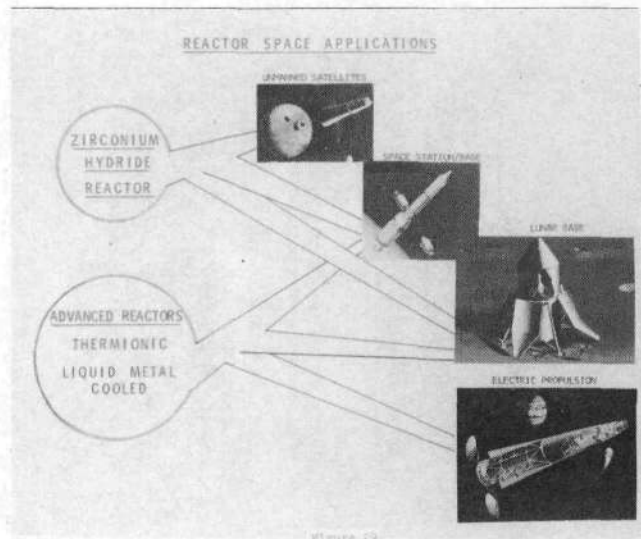 REACTOR SPACE APPLICATIONS
UNMANNED SATELLITES
ZIRCONIUM
HYDRIDE
REACTOR
SPACE STATION/BASE
LUNAR BASE
ADVANCED REACTORS
THERMIONIC
LIQUID METAL
COOLED
ELECTRIC PROPULSION
Figure